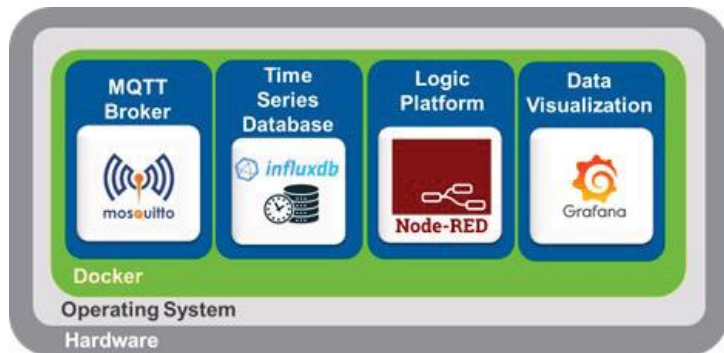 MQTT
Broker
mosquitto
Time
Series
Database
influxdb
Logic
Platform
Node-RED
Data
Visualization
Grafana
Docker
Operating System
Hardware